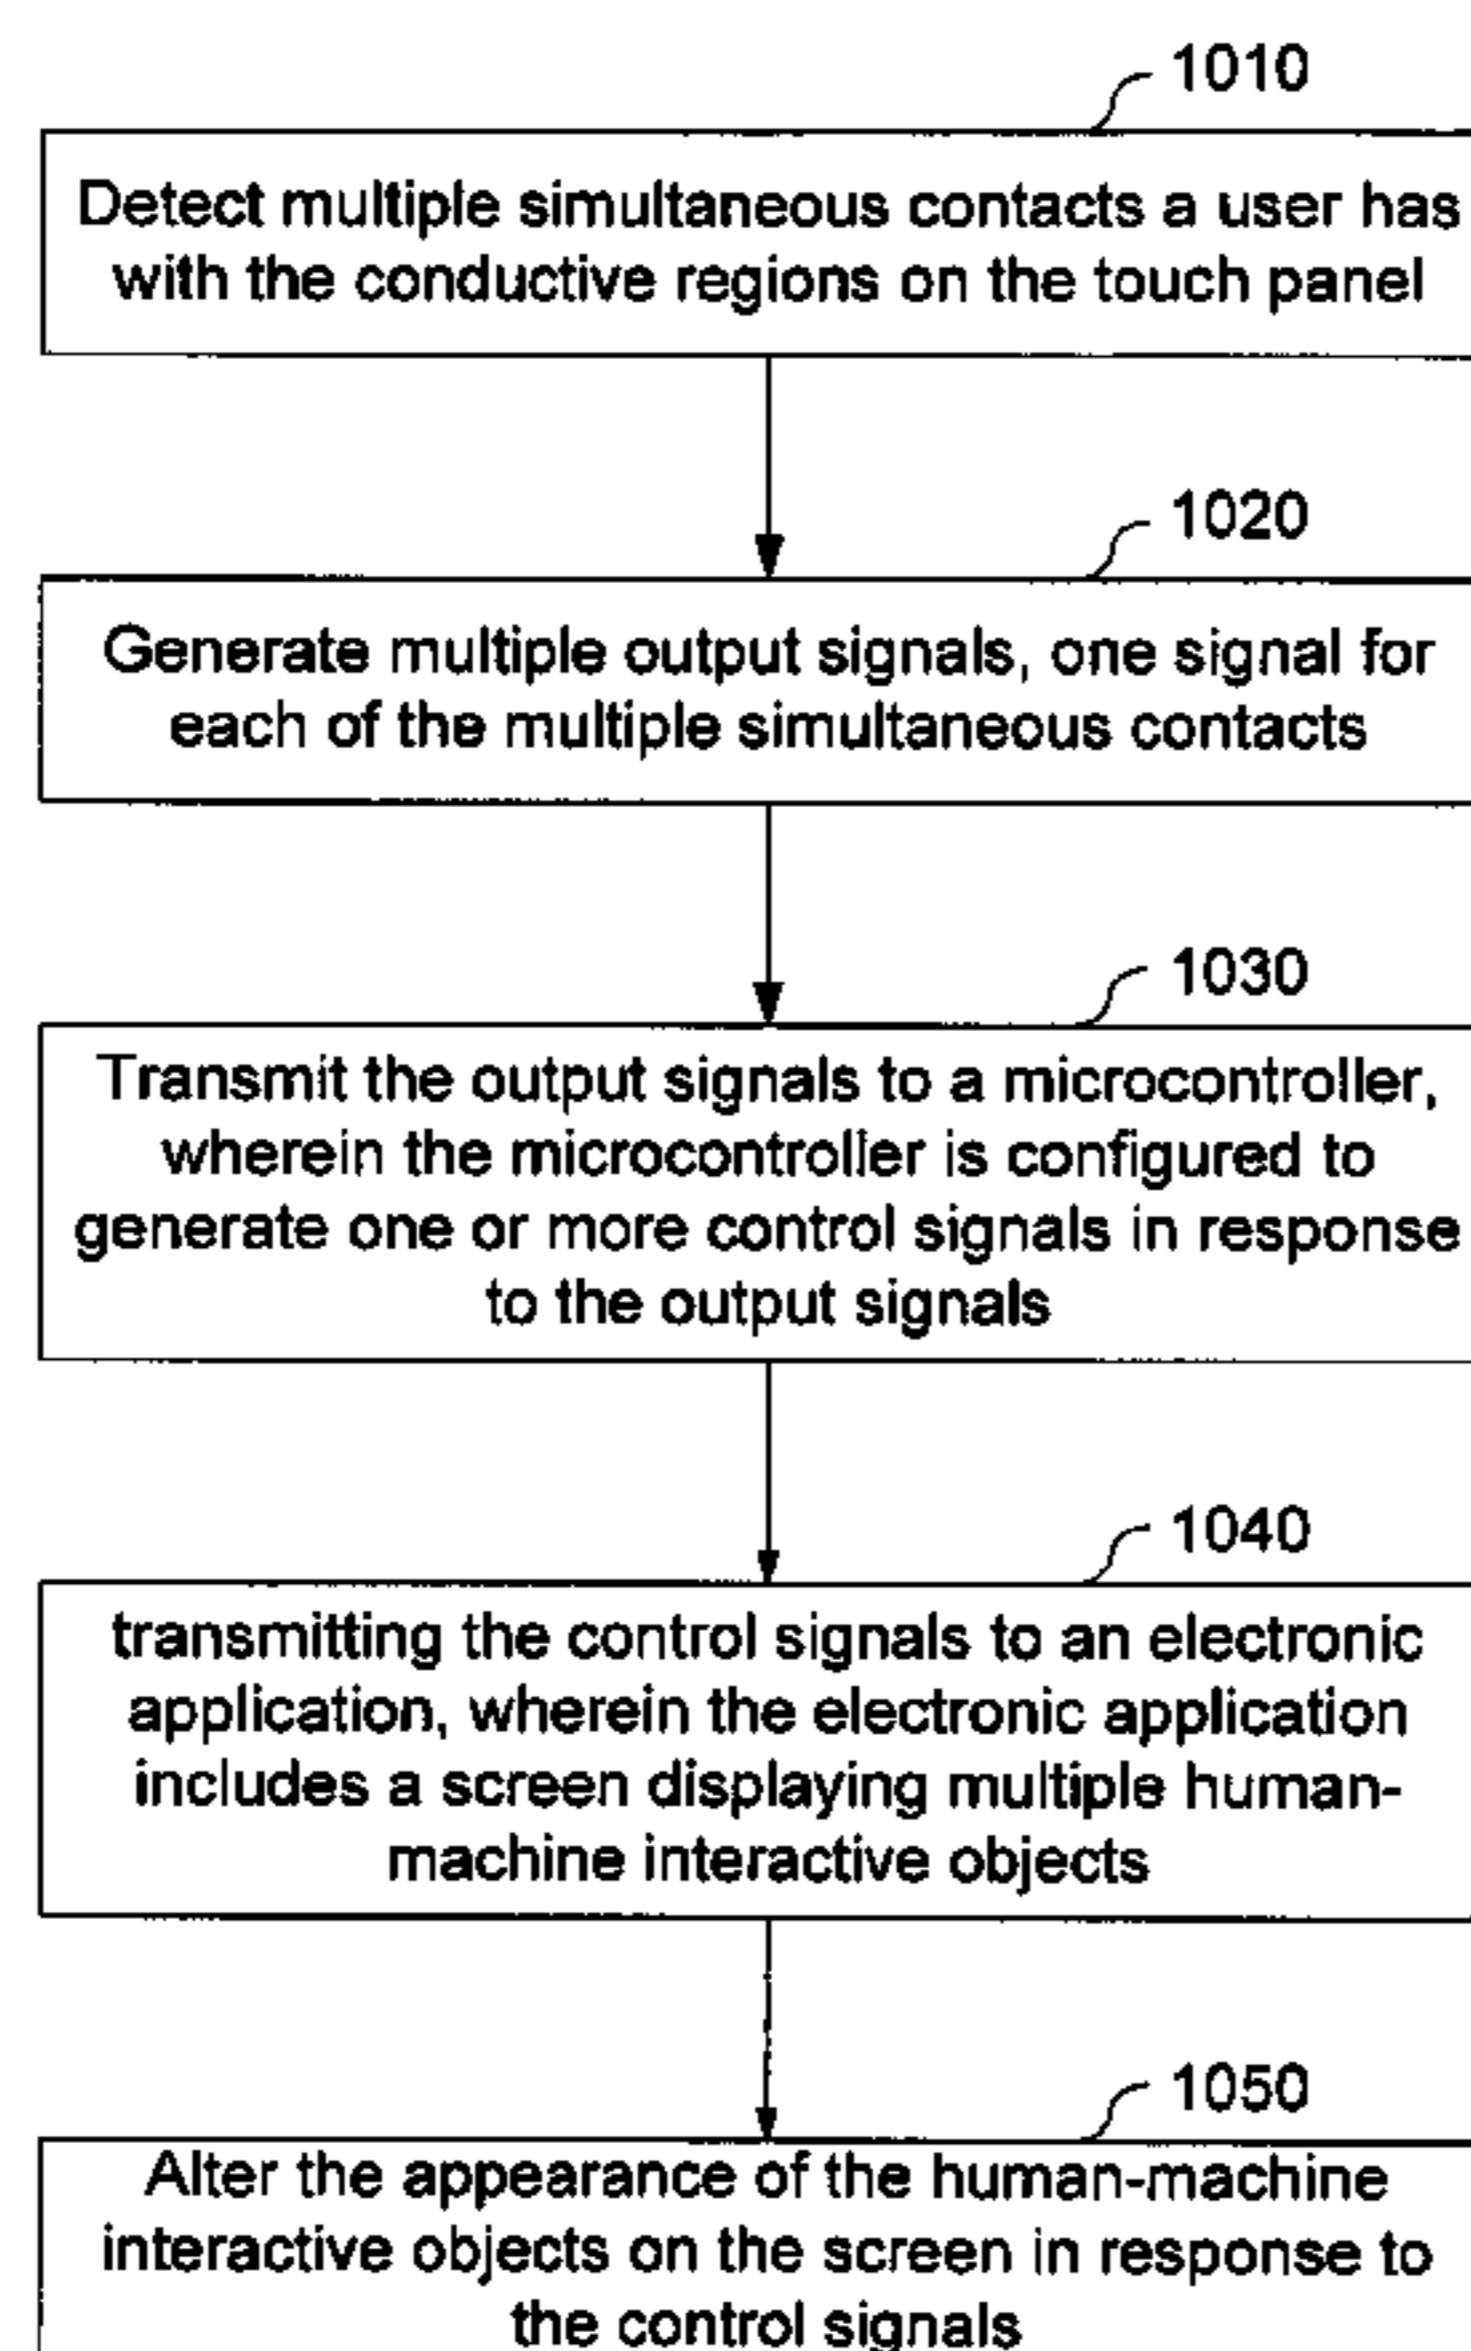 1010
Detect multiple simultaneous contacts a user has
with the conductive regions on the touch panel
1020
Generate multiple output signals, one signal for
each of the multiple simultaneous contacts
1030
Transmit the output signals to a microcontroller,
wherein the microcontroller is configured to
generate one or more control signals in response
to the output signals
1040
transmitting the control signals to an electronic
application, wherein the electronic application
includes a screen displaying multiple human-
machine interactive objects
1050
Alter the appearance of the human-machine
interactive objects on the screen in response to
the control signals